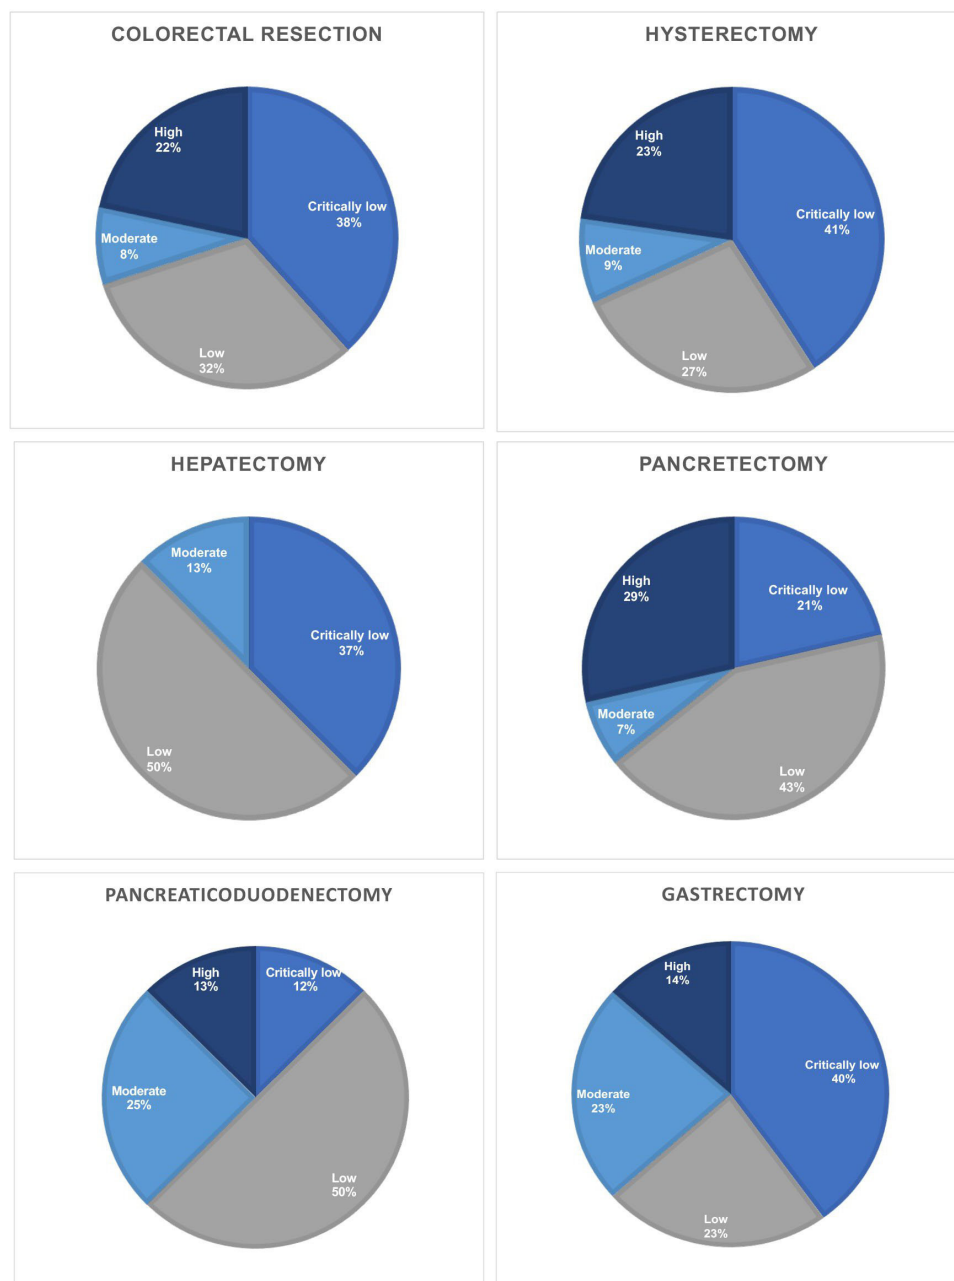 COLORECTAL RESECTION
High
22%
Critically low
38%
Moderate
8%
Low
32%
HYSTERECTOMY
High
23%
Critically low
41%
Moderate
9%
Low
27%
HEPATECTOMY
Moderate
13%
Critically low
37%
Low
50%
PANCRETECTOMY
High
29%
Critically low
21%
Moderate
7%
Low
43%
PANCREATICODUODENECTOMY
High
13%
Critically low
12%
Moderate
25%
Low
50%
GASTRECTOMY
High
14%
Critically low
40%
Moderate
23%
Low
23%